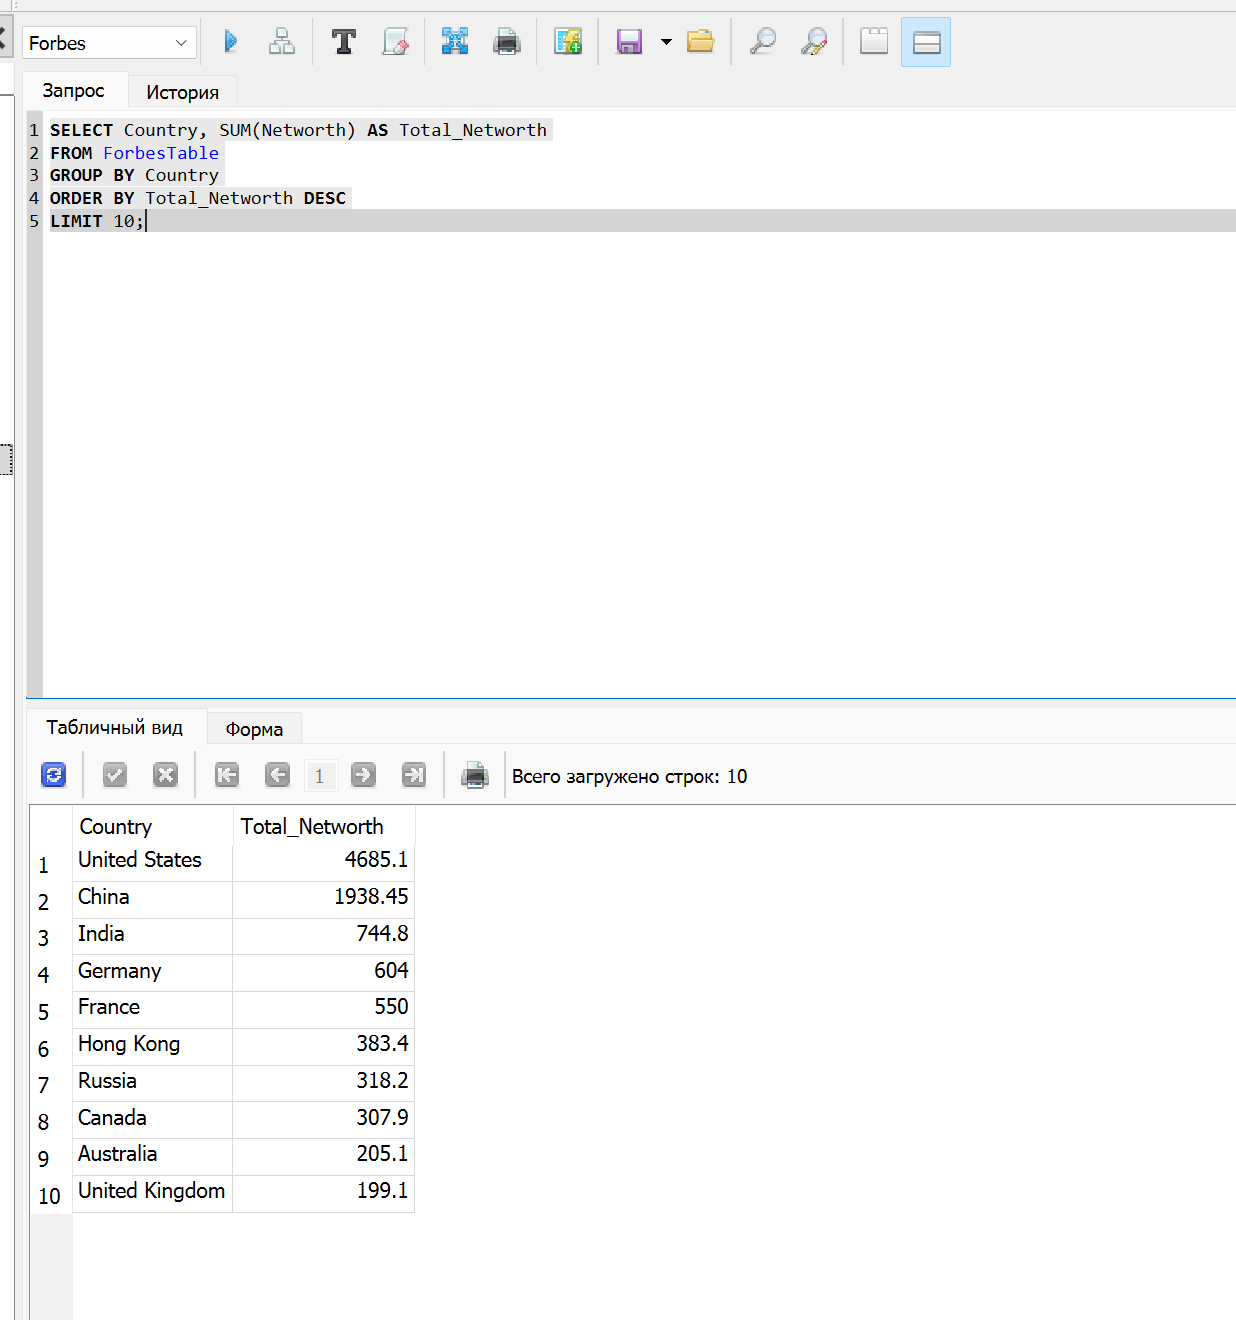 Forbes
Запрос
История
1 SELECT Country, SUM(Networth) AS Total_Networth
2 FROM ForbesTable
3 GROUP BY Country
4 ORDER BY Total_Networth DESC
5 LIMIT 10;
Табличный вид
Форма
1
Всего загружено строк: 10
Country Total_Networth
1 United States 4685.1
2 China 1938.45
3 India 744.8
4 Germany 604
5 France 550
6 Hong Kong 383.4
7 Russia 318.2
8 Canada 307.9
9 Australia 205.1
10 United Kingdom 199.1